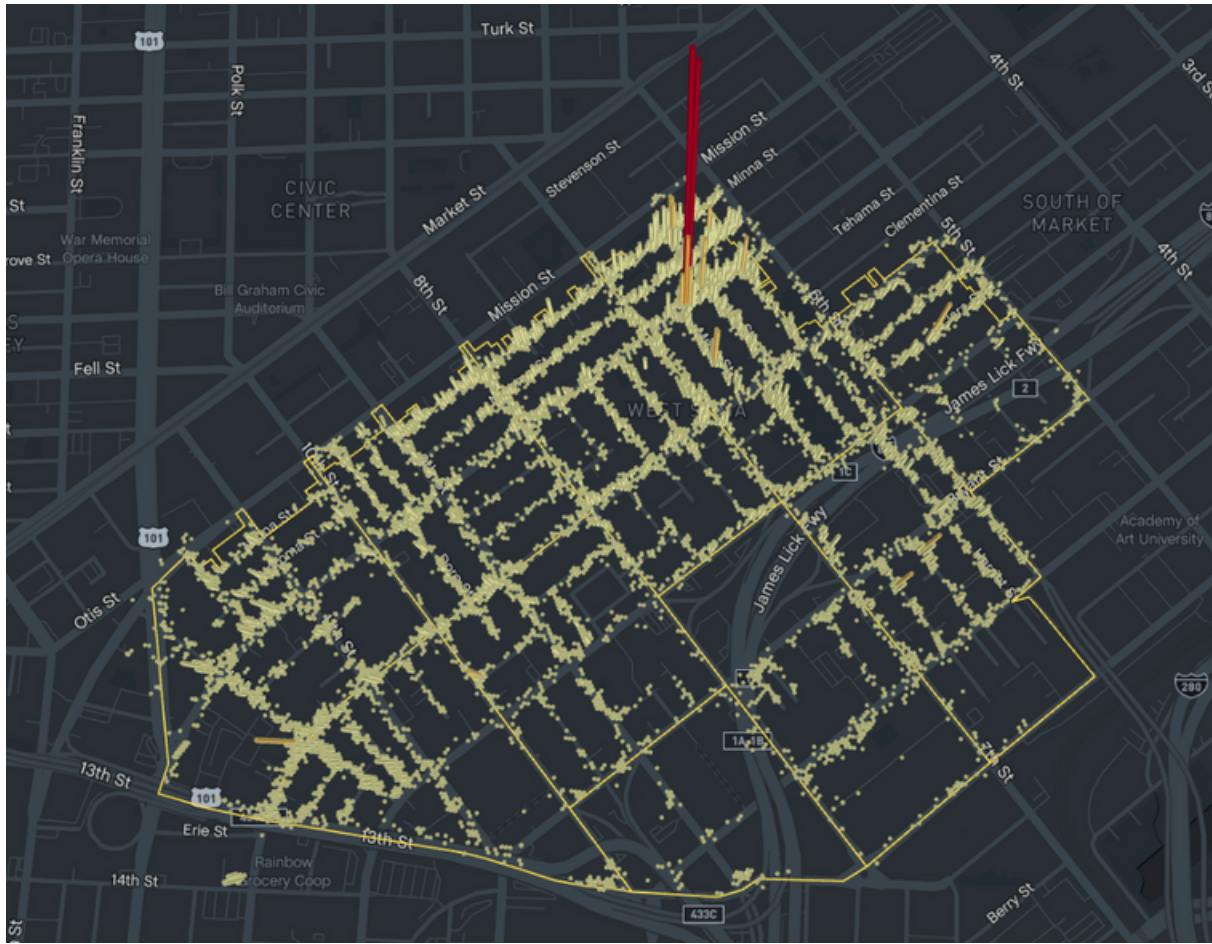 Turk St
101
4th St
3rd St
Polk St
Franklin St
Mission St
Minna St
Stevenson St
CIVIC
CENTER
Market St
Tehama St
Clementina St
SOUTH OF
MARKET
St
5th St
War Memorial
Opera House
rove St
8th St
4th St
Bill Graham Civic
Auditorium
Mission St
Fell St
James Lick Fwy
2
1C
101
Academy of
Art University
James Lick Fwy
Otis St
280
1A-1B
7th St
13th St
101
Erie St
13th St
Rainbow
Grocery Coop
14th St
433C
Berry St